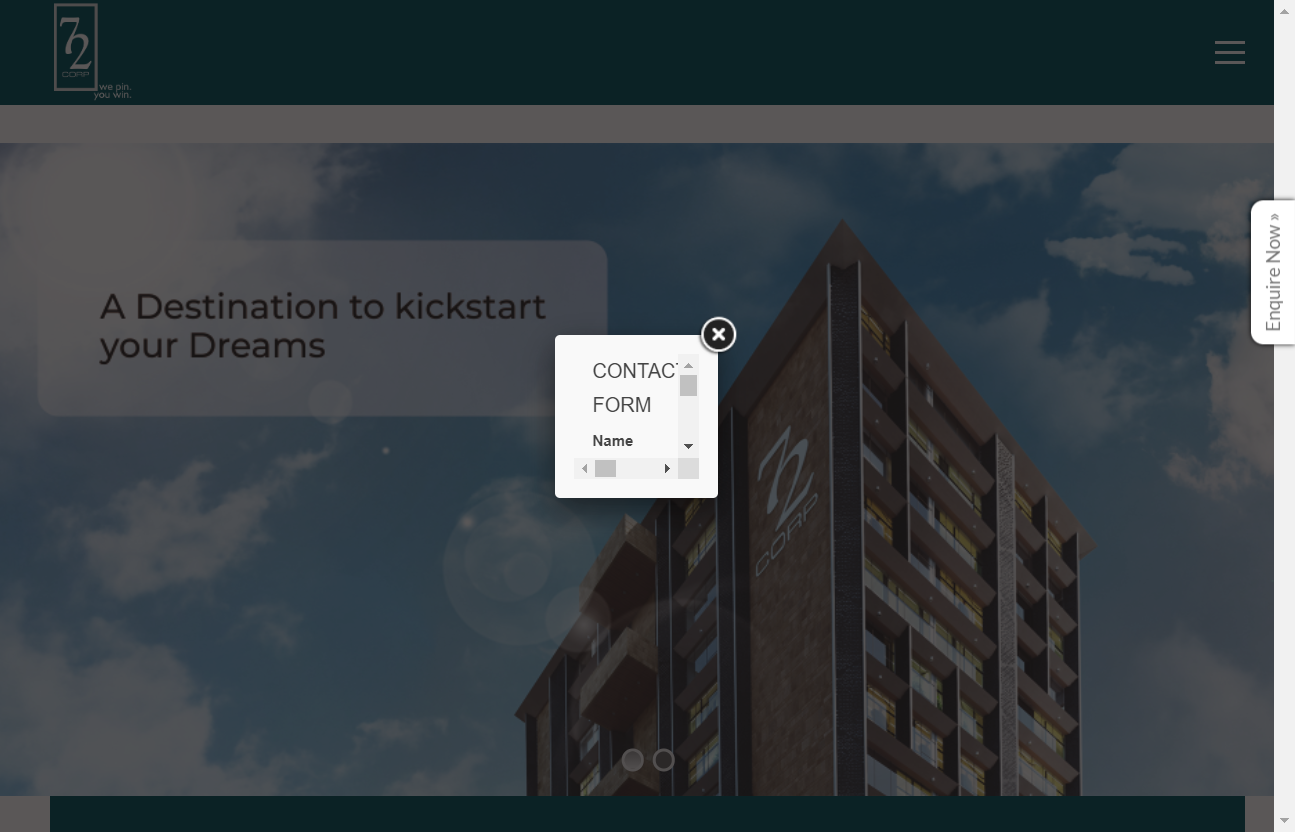 72
CORP
we pin.
you win.
Enquire Now »
A Destination to kickstart
your Dreams
CONTACT
FORM
Name
72
CORP